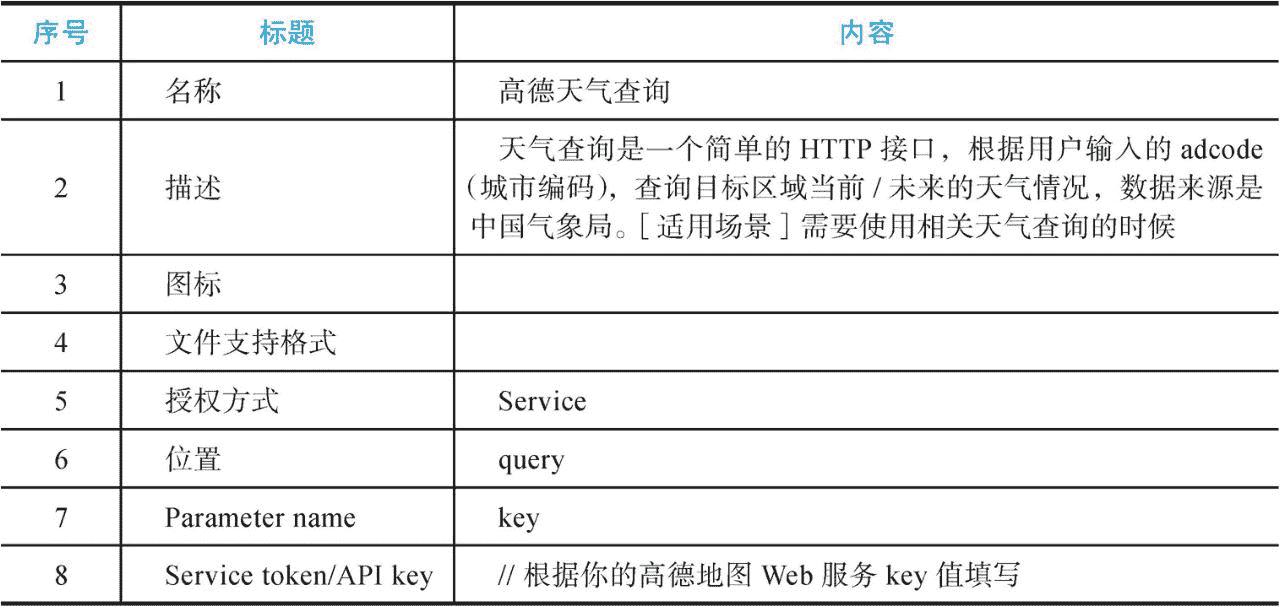 序号 标题 内容
1 名称 高德天气查询
2 描述 天气查询是一个简单的 HTTP 接口，根据用户输入的 adcode
（城市编码），查询目标区域当前 / 未来的天气情况，数据来源是
中国气象局。[ 适用场景 ] 需要使用相关天气查询的时候
3 图标
4 文件支持格式
5 授权方式 Service
6 位置 query
7 Parameter name key
8 Service token/API key // 根据你的高德地图 Web 服务 key 值填写